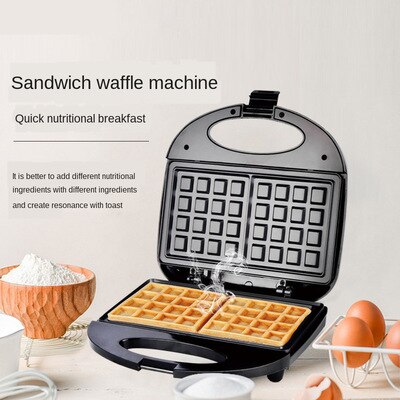 Sandwich waffle machine
Quick nutritional breakfast
It is better to add different nutritional
ingredients with different ingredients
and create resonance with toast